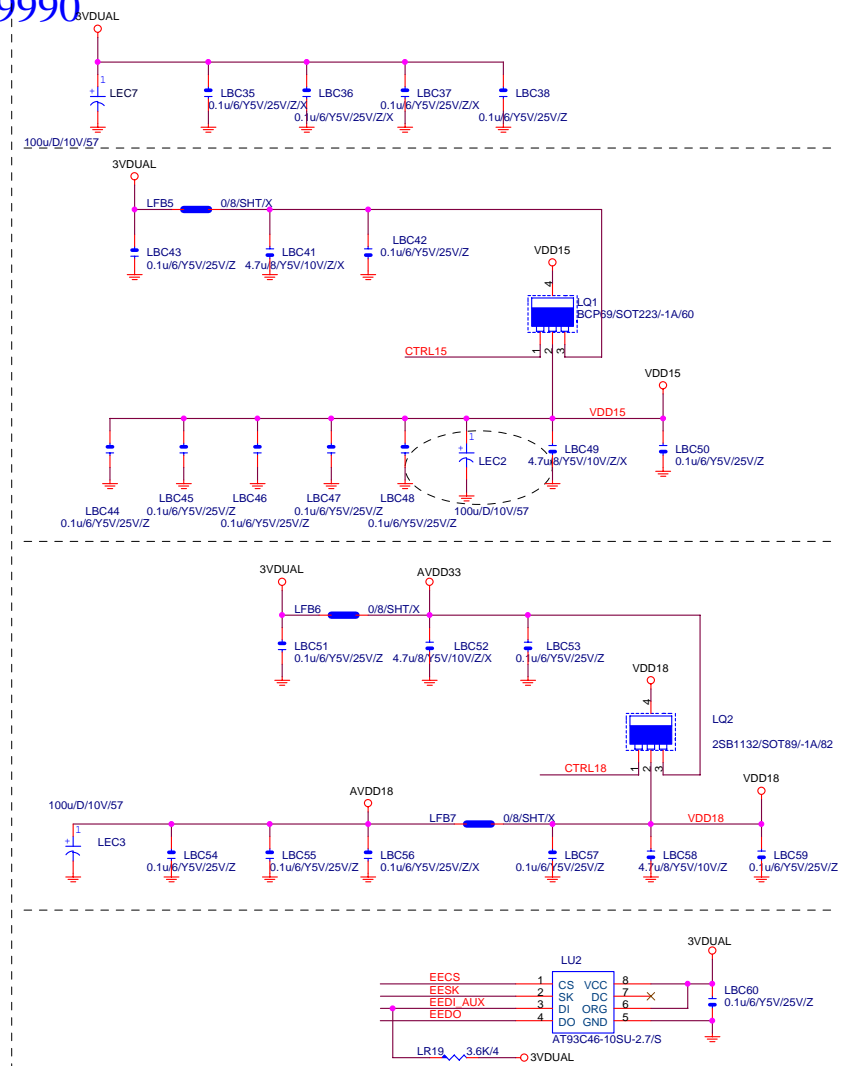 9990
3VDUAL
1
+
LEC7
LBC35
0.1u/6/Y5V/25V/Z/X
LBC36
0.1u/6/Y5V/25V/Z/X
LBC37
0.1u/6/Y5V/25V/Z/X
LBC38
0.1u/6/Y5V/25V/Z
100u/D/10V/57
3VDUAL
LFB5 0/8/SHT/X
LBC43
0.1u/6/Y5V/25V/Z
LBC41
4.7u/8/Y5V/10V/Z/X
LBC42
0.1u/6/Y5V/25V/Z
VDD15
4
LQ1
BCP69/SOT223/-1A/60
CTRL15
1 2 3
VDD15
VDD15
LBC44
0.1u/6/Y5V/25V/Z
LBC45
0.1u/6/Y5V/25V/Z
LBC46
0.1u/6/Y5V/25V/Z
LBC47
0.1u/6/Y5V/25V/Z
LBC48
0.1u/6/Y5V/25V/Z
1
+
LEC2
100u/D/10V/57
LBC49
4.7u/8/Y5V/10V/Z/X
LBC50
0.1u/6/Y5V/25V/Z
3VDUAL
AVDD33
LFB6 0/8/SHT/X
LBC51
0.1u/6/Y5V/25V/Z
LBC52
4.7u/8/Y5V/10V/Z/X
LBC53
0.1u/6/Y5V/25V/Z
VDD18
4
LQ2
2SB1132/SOT89/-1A/82
CTRL18
1 2 3
100u/D/10V/57
AVDD18
LFB7 0/8/SHT/X
VDD18
VDD18
1
+
LEC3
LBC54
0.1u/6/Y5V/25V/Z
LBC55
0.1u/6/Y5V/25V/Z
LBC56
0.1u/6/Y5V/25V/Z/X
LBC57
0.1u/6/Y5V/25V/Z
LBC58
4.7u/8/Y5V/10V/Z
LBC59
0.1u/6/Y5V/25V/Z
3VDUAL
LU2
EECS 1 CS VCC 8
EESK 2 SK DC 7
EEDI_AUX 3 DI ORG 6
EEDO 4 DO GND 5
AT93C46-10SU-2.7/S
LBC60
0.1u/6/Y5V/25V/Z
LR19 3.6K/4 3VDUAL